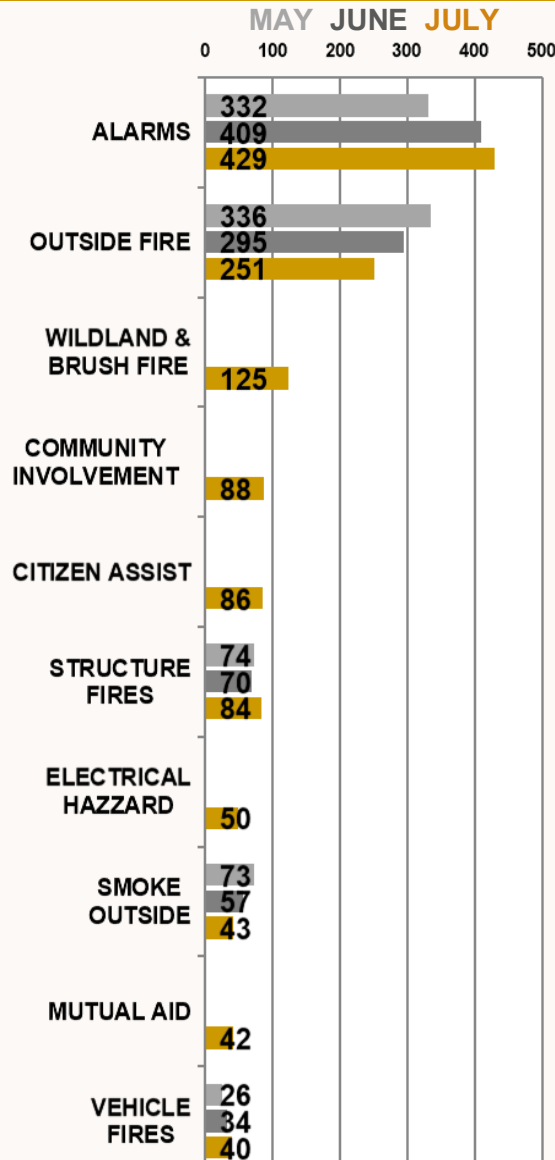 MAY JUNE JULY
0 100 200 300 400 500
ALARMS
332
409
429
OUTSIDE FIRE
336
295
251
WILDLAND &
BRUSH FIRE
125
COMMUNITY
INVOLVEMENT
88
CITIZEN ASSIST
86
STRUCTURE
FIRES
74
70
84
ELECTRICAL
HAZZARD
50
SMOKE
OUTSIDE
73
57
43
MUTUAL AID
42
VEHICLE
FIRES
26
34
40